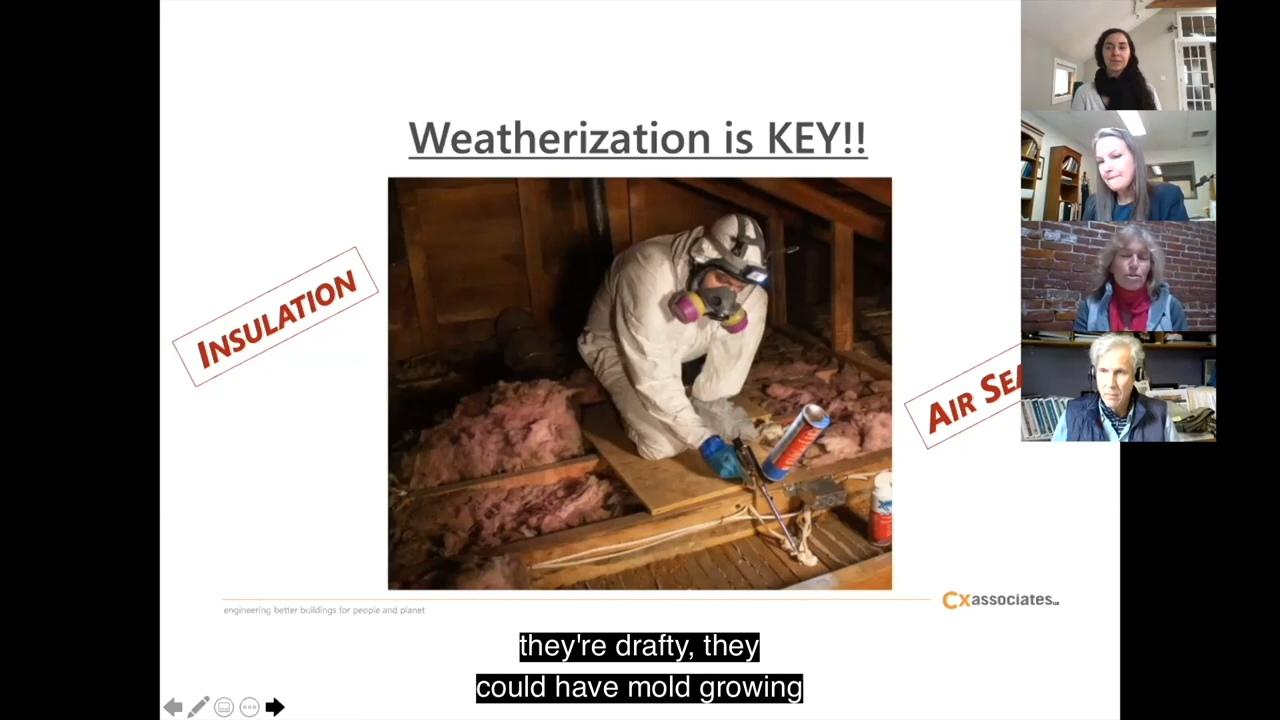 Weatherization is KEY!!
INSULATION
AIR SEA
engineering better buildings for people and planet
CXassociates LLC
they're drafty, they
could have mold growing